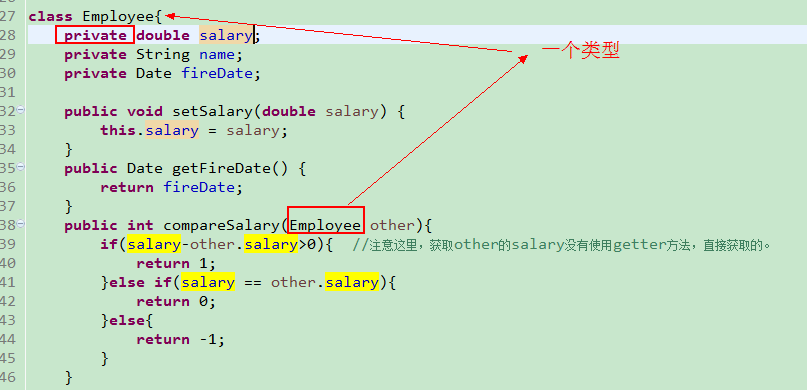 27 class Employee{
28 private double salary;
一个类型
29 private String name;
30 private Date fireDate;
31
32 public void setSalary(double salary) {
33 this.salary = salary;
34 }
35 public Date getFireDate() {
36 return fireDate;
37 }
38 public int compareSalary(Employee other){
39 if(salary-other.salary>0){ //注意这里，获取other的salary没有使用getter方法，直接获取的。
40 return 1;
41 }else if(salary == other.salary){
42 return 0;
43 }else{
44 return -1;
45 }
46 }